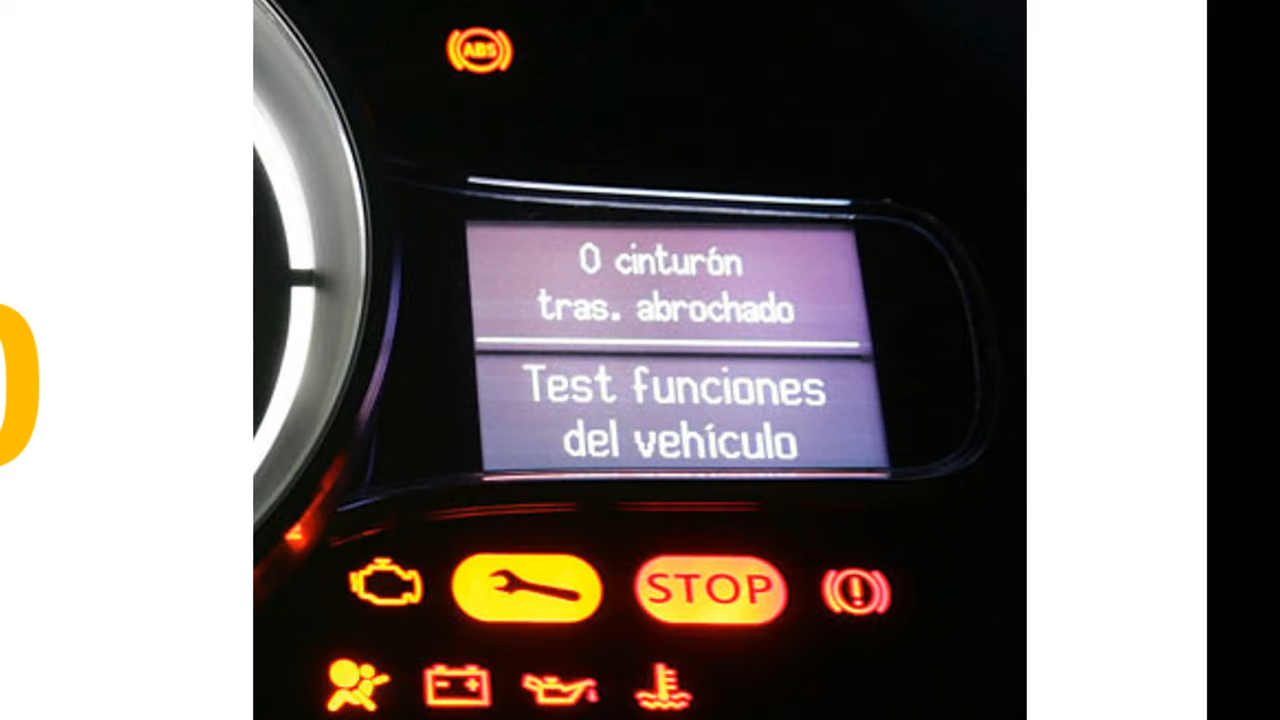 ABS
0 cinturón
tras. abrochado
Test funciones
del vehículo
STOP